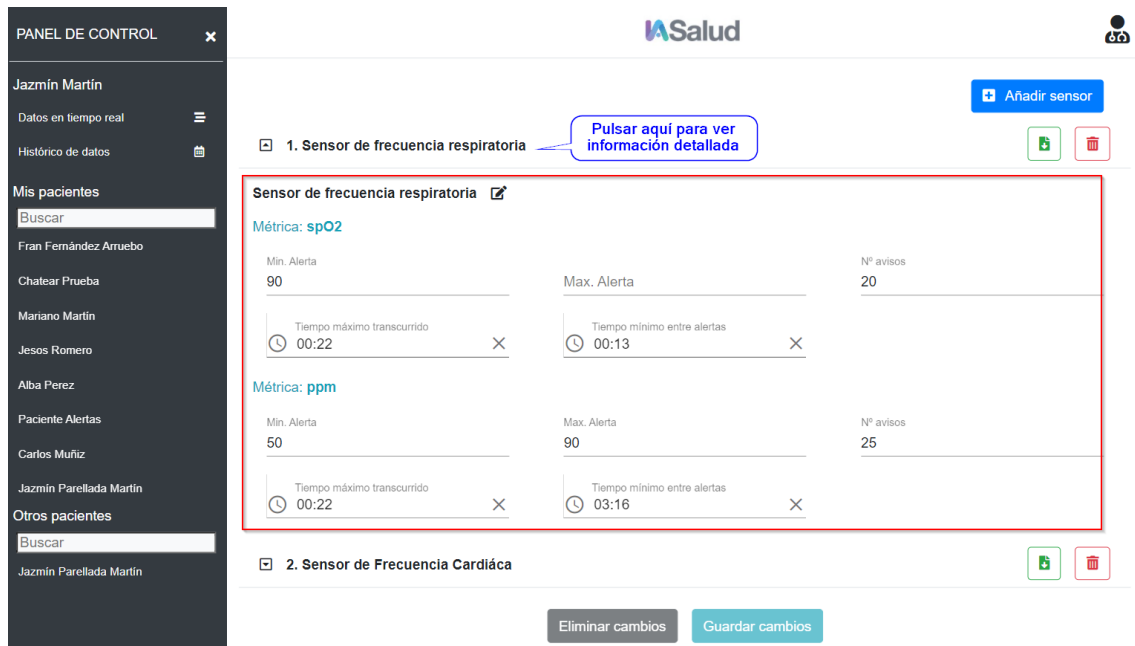 PANEL DE CONTROL
IASalud
Jazmín Martín
Datos en tiempo real
Histórico de datos
Mis pacientes
Buscar
Fran Fernández Arruebo
Chatear Prueba
Mariano Martín
Jesos Romero
Alba Perez
Paciente Alertas
Carlos Muñiz
Jazmín Parellada Martín
Otros pacientes
Buscar
Jazmín Parellada Martín
Añadir sensor
1. Sensor de frecuencia respiratoria
Pulsar aquí para ver
información detallada
Sensor de frecuencia respiratoria
Métrica: spO2
Min. Alerta
90
Max. Alerta
Nº avisos
20
Tiempo máximo transcurrido
00:22
Tiempo mínimo entre alertas
00:13
Métrica: ppm
Min. Alerta
50
Max. Alerta
90
Nº avisos
25
Tiempo máximo transcurrido
00:22
Tiempo mínimo entre alertas
03:16
2. Sensor de Frecuencia Cardiáca
Eliminar cambios
Guardar cambios